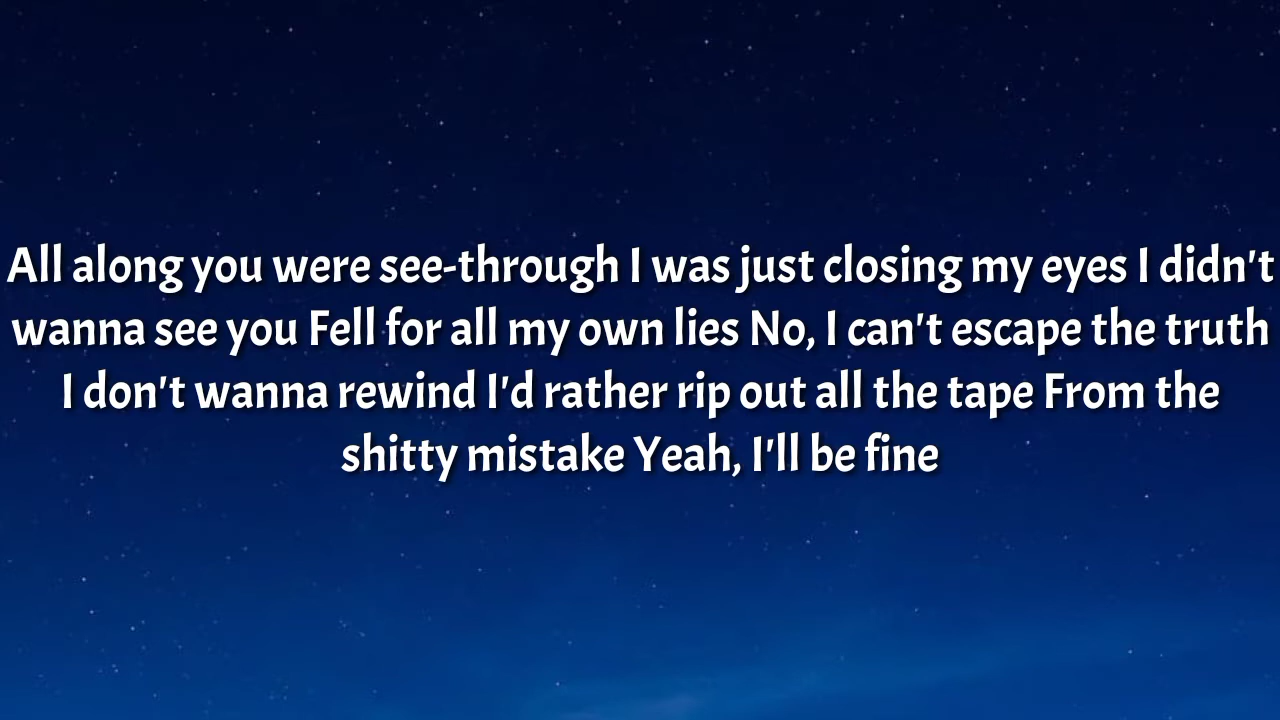 All along you were see-through I was just closing my eyes I didn't
wanna see you Fell for all my own lies No, I can't escape the truth
I don't wanna rewind I'd rather rip out all the tape From the
shitty mistake Yeah, I'll be fine